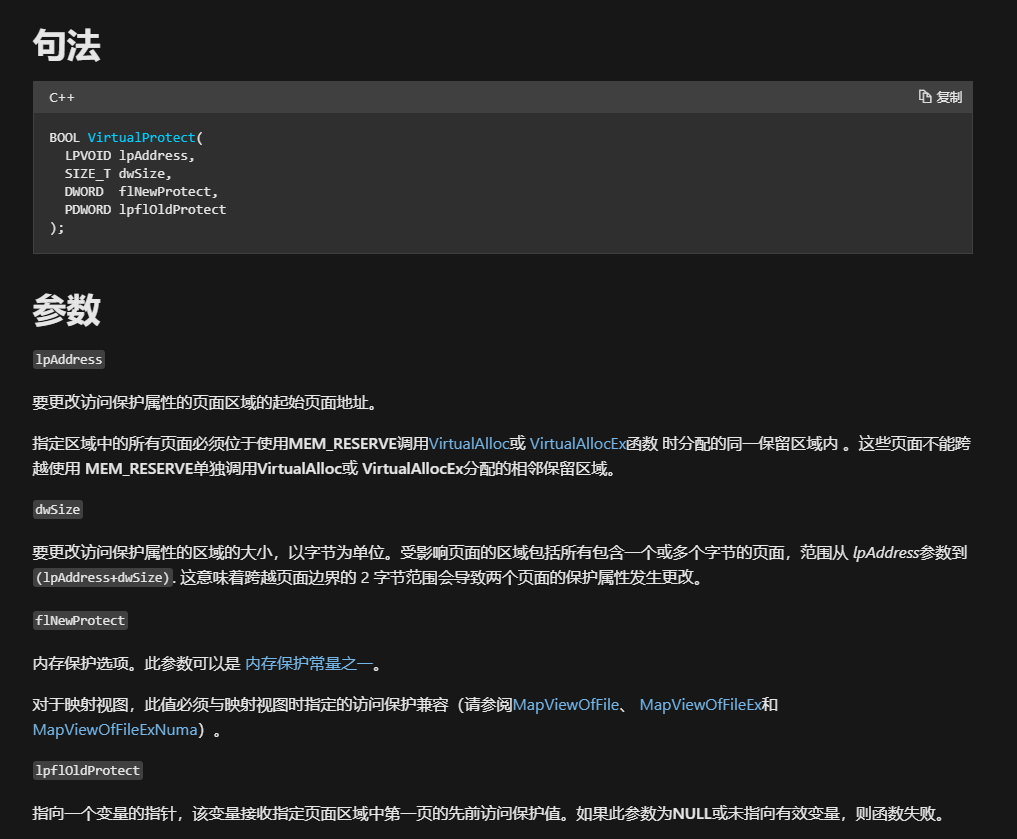 句法
C++
复制
BOOL VirtualProtect(
  LPVOID lpAddress,
  SIZE_T dwSize,
  DWORD  flNewProtect,
  PDWORD lpflOldProtect
);
参数
lpAddress
要更改访问保护属性的页面区域的起始页面地址。
指定区域中的所有页面必须位于使用MEM_RESERVE调用VirtualAlloc或 VirtualAllocEx函数 时分配的同一保留区域内 。这些页面不能跨
越使用 MEM_RESERVE单独调用VirtualAlloc或 VirtualAllocEx分配的相邻保留区域。
dwSize
要更改访问保护属性的区域的大小，以字节为单位。受影响页面的区域包括所有包含一个或多个字节的页面，范围从 lpAddress参数到
(lpAddress+dwSize). 这意味着跨越页面边界的 2 字节范围会导致两个页面的保护属性发生更改。
flNewProtect
内存保护选项。此参数可以是 内存保护常量之一。
对于映射视图，此值必须与映射视图时指定的访问保护兼容（请参阅MapViewOfFile、 MapViewOfFileEx和
MapViewOfFileExNuma）。
lpflOldProtect
指向一个变量的指针，该变量接收指定页面区域中第一页的先前访问保护值。如果此参数为NULL或未指向有效变量，则函数失败。